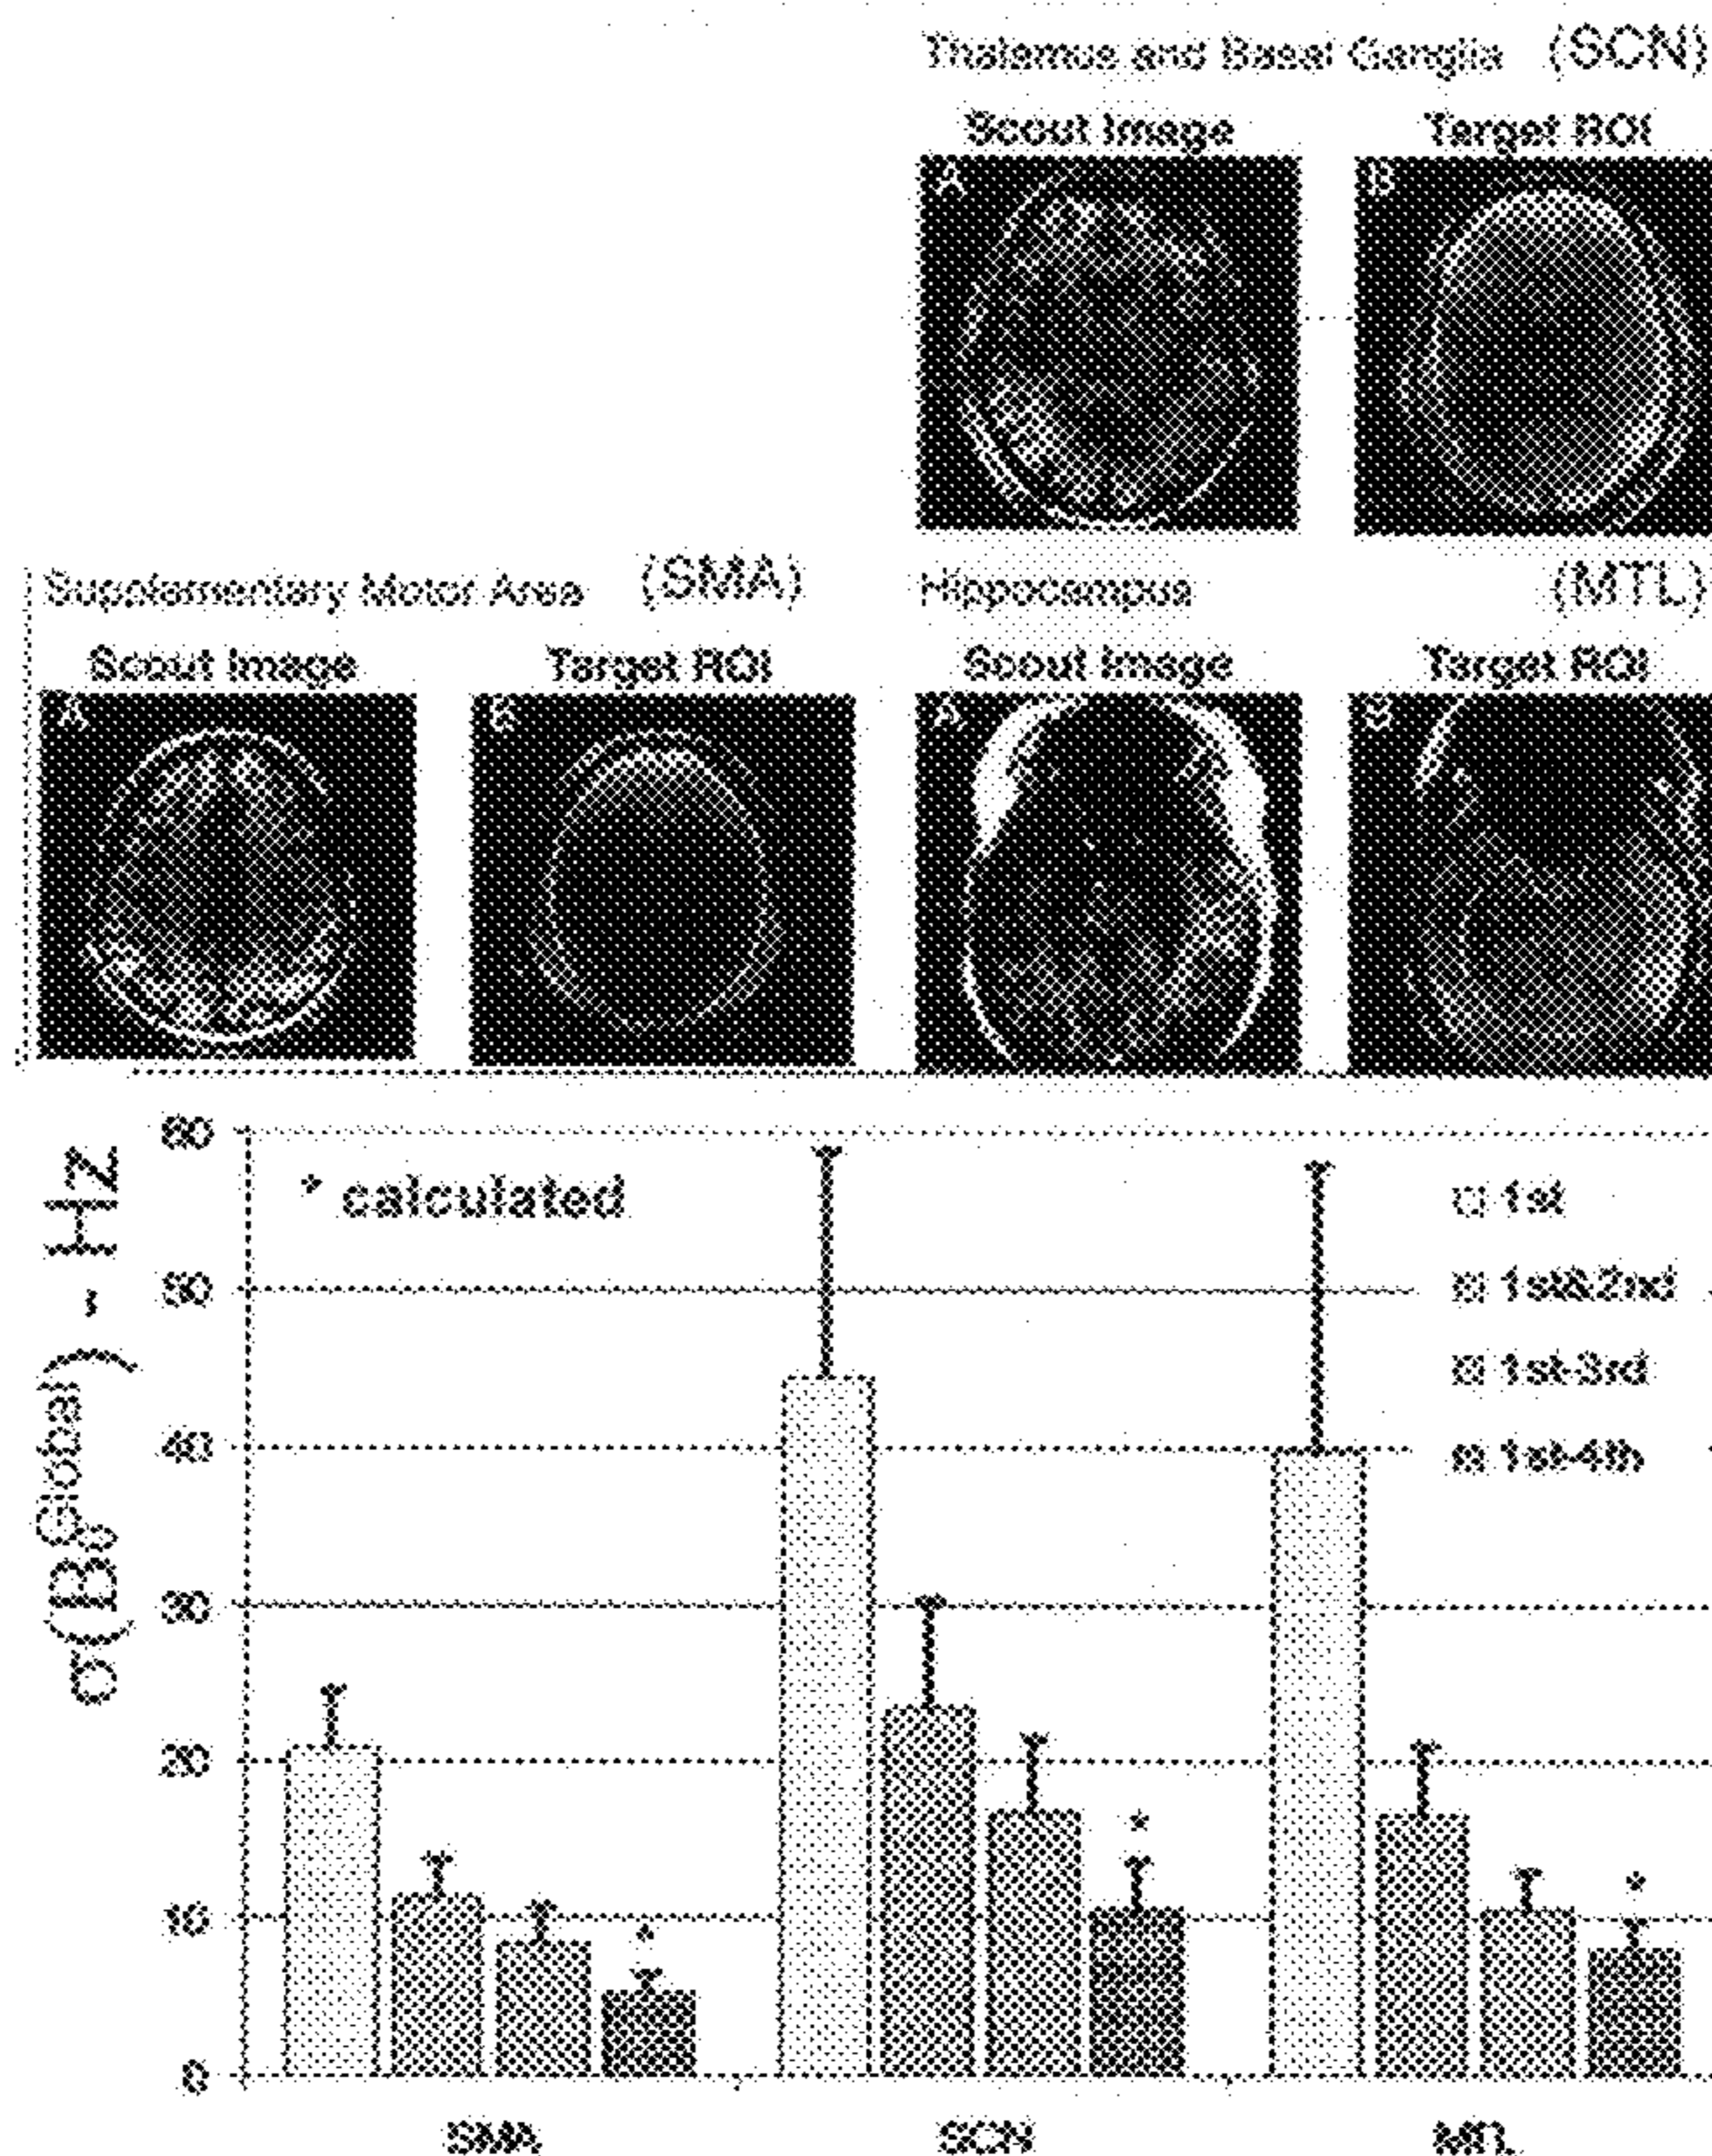 Thalamus and Basal Ganglia (SCN)
Scout Image Target ROI
A B
Supplementary Motor Area (SMA) Hippocampus (MTL)
Scout Image Target ROI Scout Image Target ROI
A B A B
σ(B₀ Global) - Hz
60
* calculated
1st
50
1st&2nd
1st-3rd
40
1st-4th
30
20
*
10
*
*
0
SMA SCN MTL